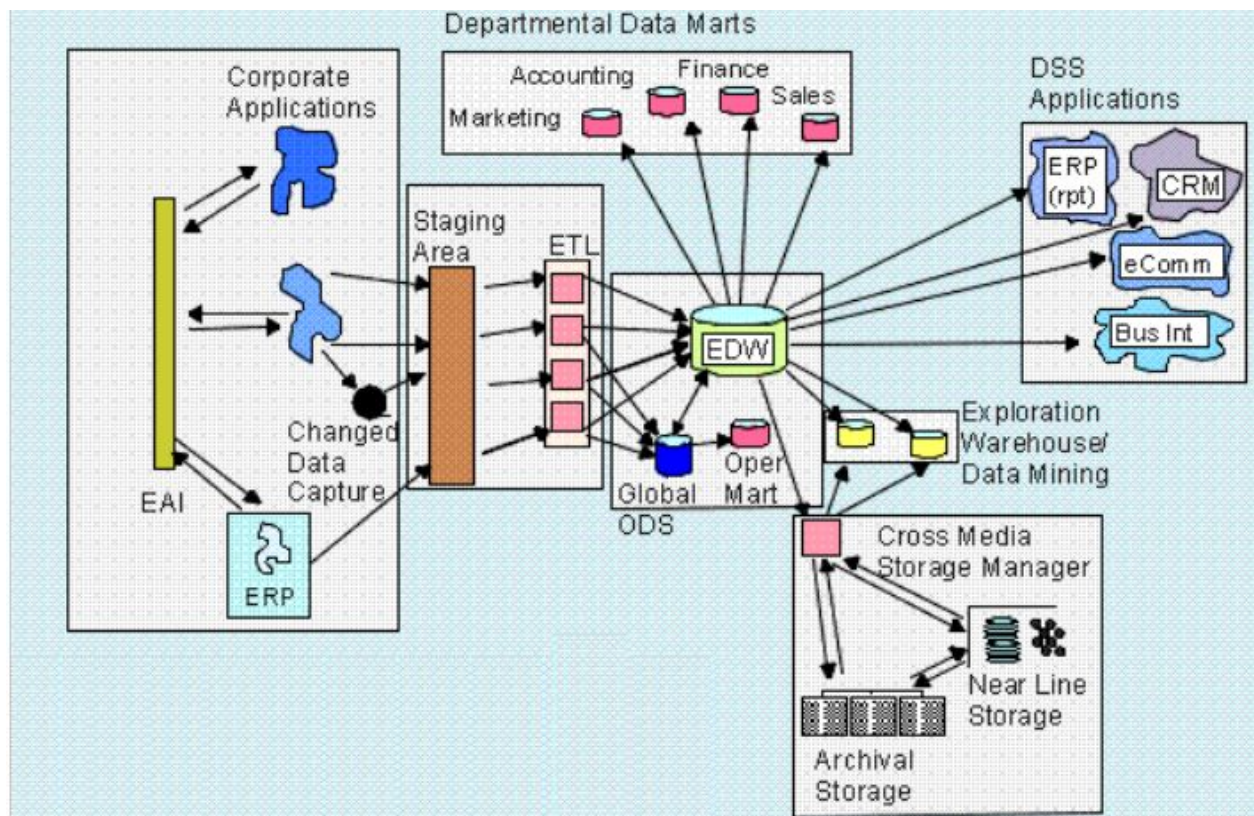 Departmental Data Marts
Corporate
Applications
Accounting
Finance
Marketing
Sales
DSS
Applications
ERP
(rpt)
CRM
eComm
Bus Int
Staging
Area
ETL
EDW
Changed
Data
Capture
EAI
ERP
Global
ODS
Oper
Mart
Exploration
Warehouse/
Data Mining
Cross Media
Storage Manager
Near Line
Storage
Archival
Storage